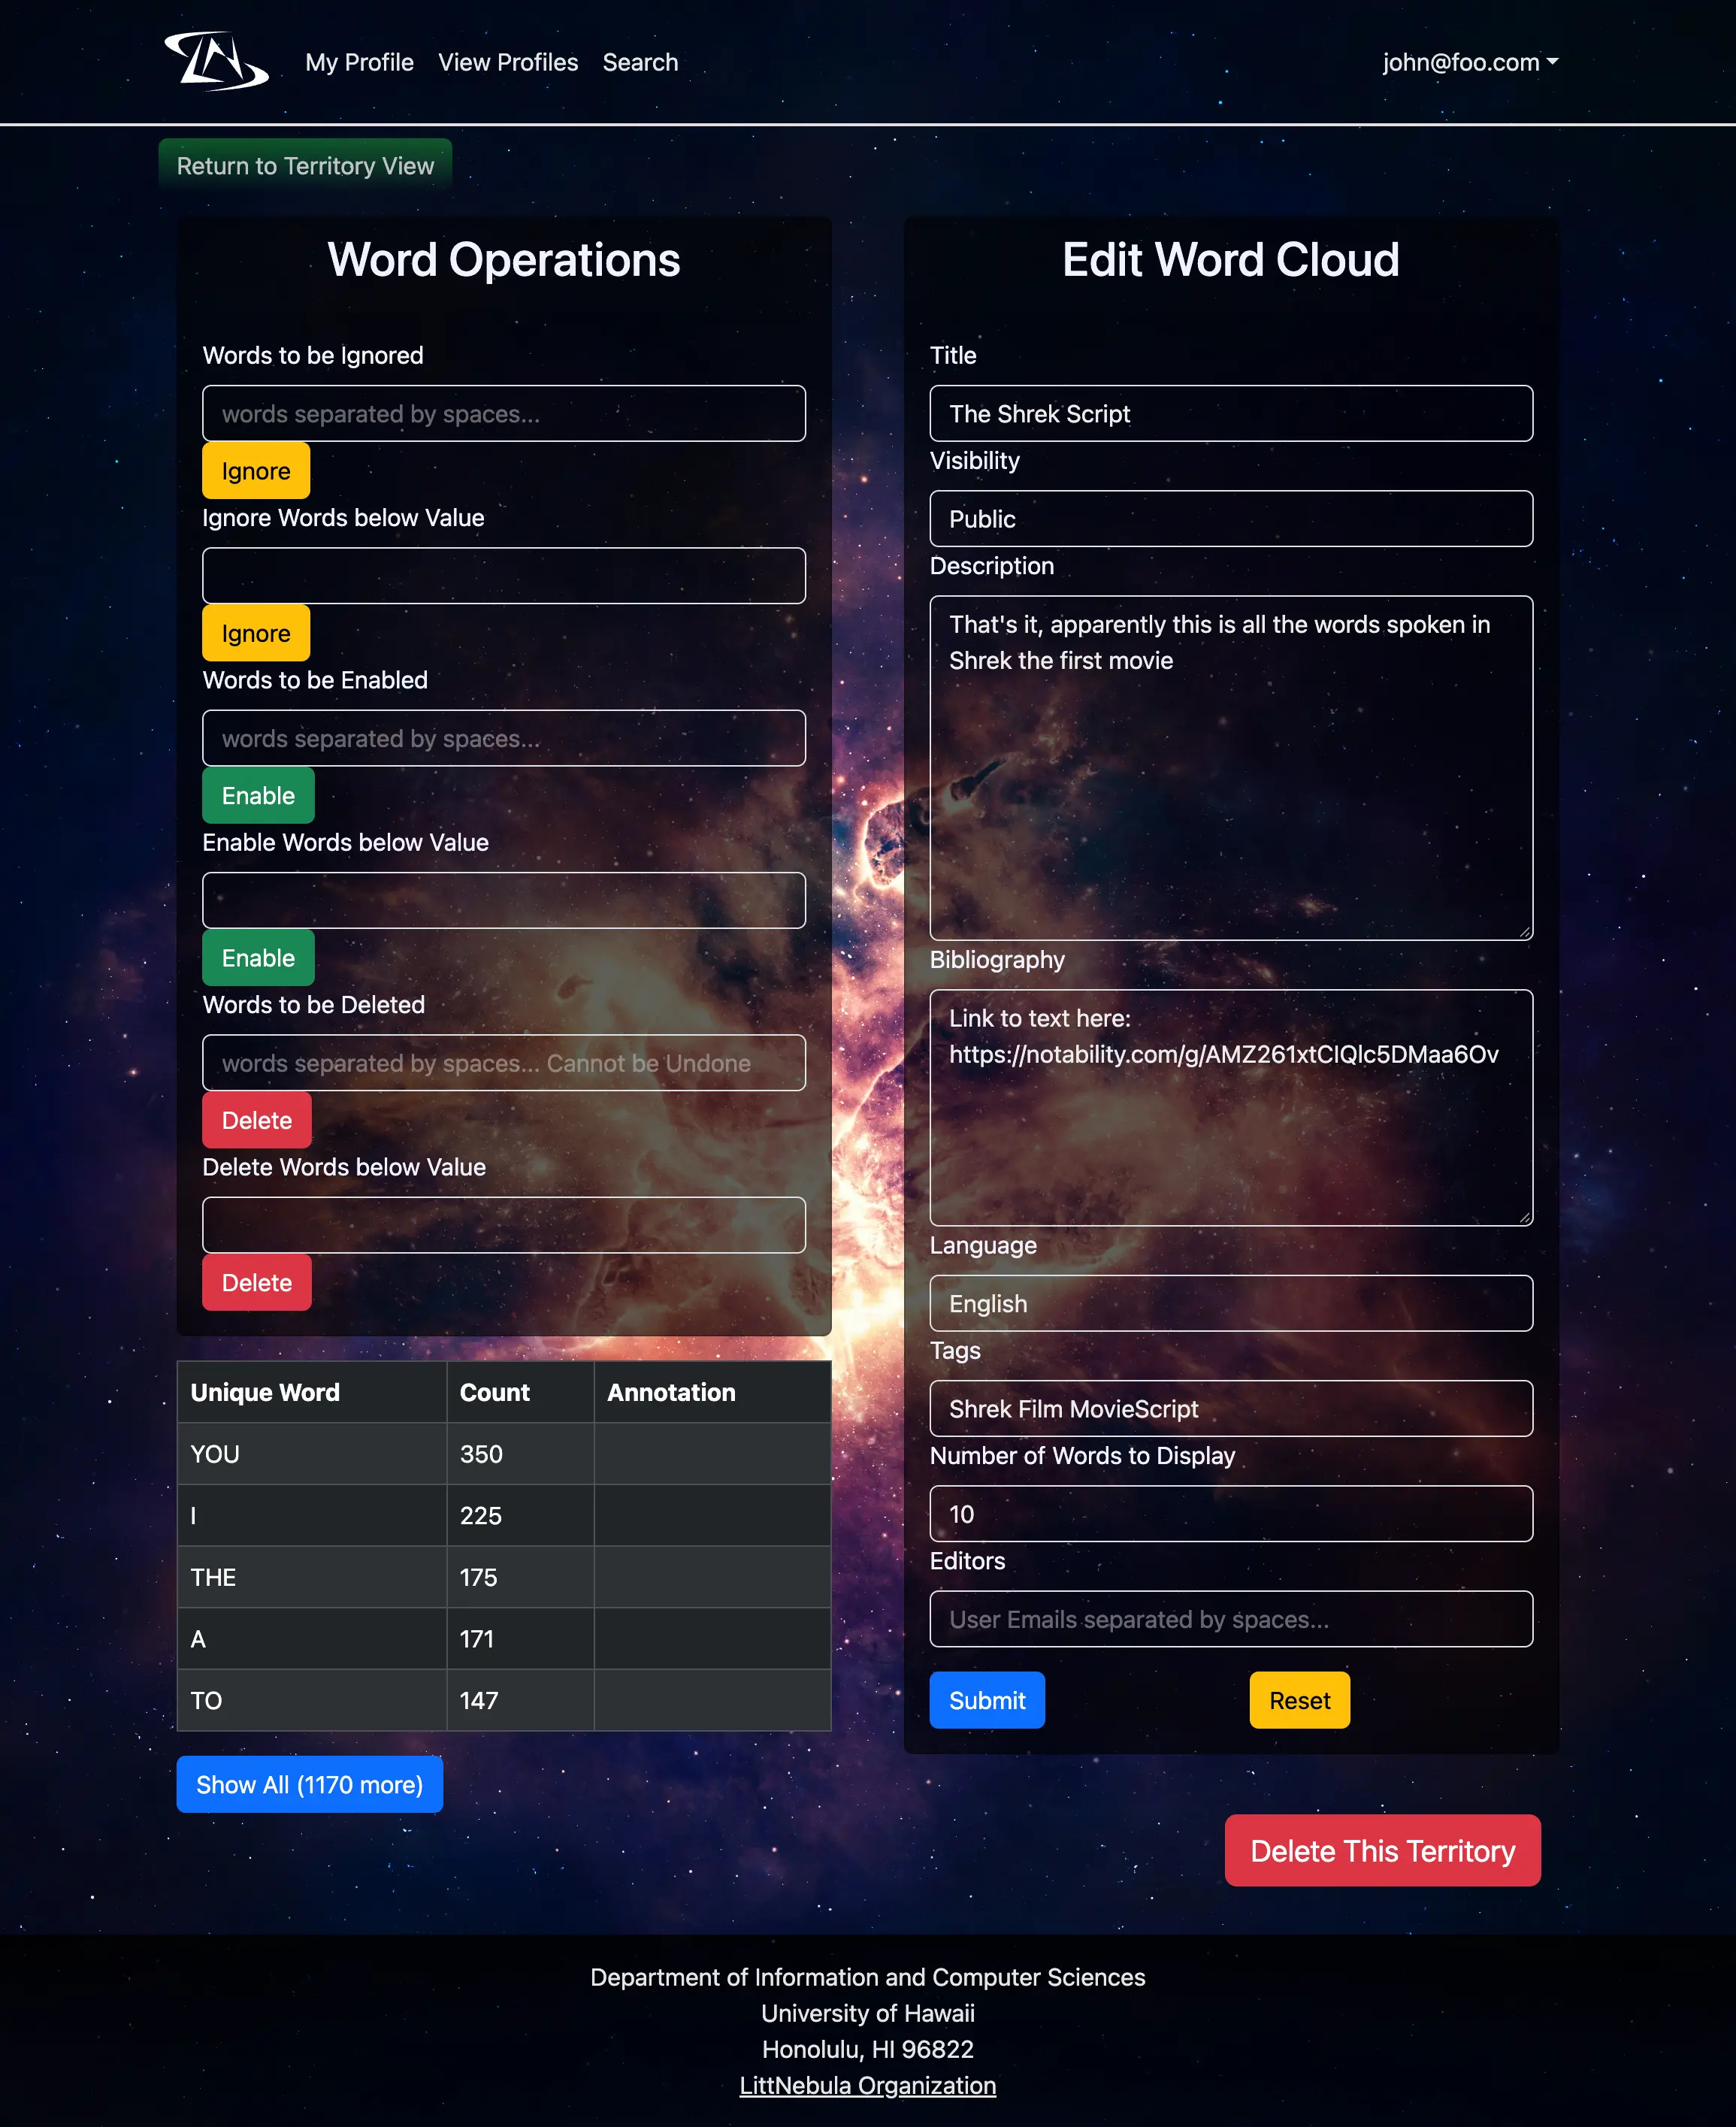 My Profile View Profiles Search john@foo.com
Return to Territory View
Word Operations
Words to be Ignored
words separated by spaces...
Ignore
Ignore Words below Value
Ignore
Words to be Enabled
words separated by spaces...
Enable
Enable Words below Value
Enable
Words to be Deleted
words separated by spaces... Cannot be Undone
Delete
Delete Words below Value
Delete
Unique Word Count Annotation
YOU 350
I 225
THE 175
A 171
TO 147
Show All (1170 more)
Edit Word Cloud
Title
The Shrek Script
Visibility
Public
Description
That's it, apparently this is all the words spoken in
Shrek the first movie
Bibliography
Link to text here:
https://notability.com/g/AMZ261xtCIQlc5DMaa6Ov
Language
English
Tags
Shrek Film MovieScript
Number of Words to Display
10
Editors
User Emails separated by spaces...
Submit Reset
Delete This Territory
Department of Information and Computer Sciences
University of Hawaii
Honolulu, HI 96822
LittNebula Organization